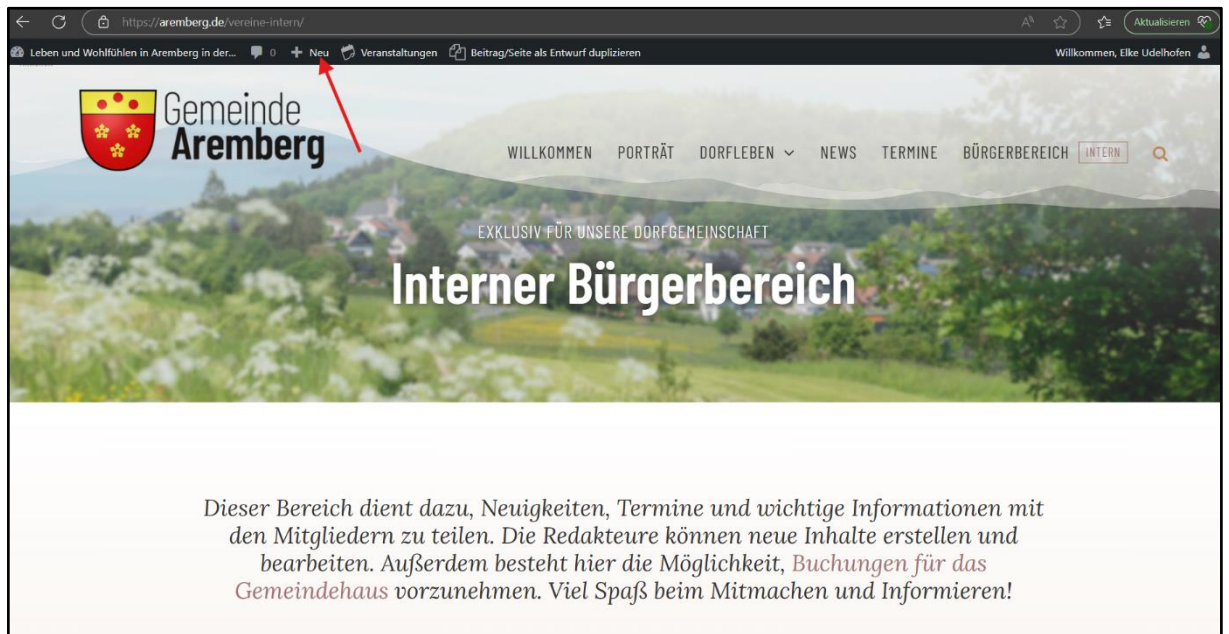 https://aremberg.de/vereine-intern/ Aktualisieren
Leben und Wohlfühlen in Aremberg in der... 0 + Neu Veranstaltungen Beitrag/Seite als Entwurf duplizieren Willkommen, Elke Udelhofen
Gemeinde
Aremberg
WILLKOMMEN PORTRÄT DORFLEBEN NEWS TERMINE BÜRGERBEREICH INTERN
EXKLUSIV FÜR UNSERE DORFGEMEINSCHAFT
Interner Bürgerbereich
Dieser Bereich dient dazu, Neuigkeiten, Termine und wichtige Informationen mit
den Mitgliedern zu teilen. Die Redakteure können neue Inhalte erstellen und
bearbeiten. Außerdem besteht hier die Möglichkeit, Buchungen für das
Gemeindehaus vorzunehmen. Viel Spaß beim Mitmachen und Informieren!